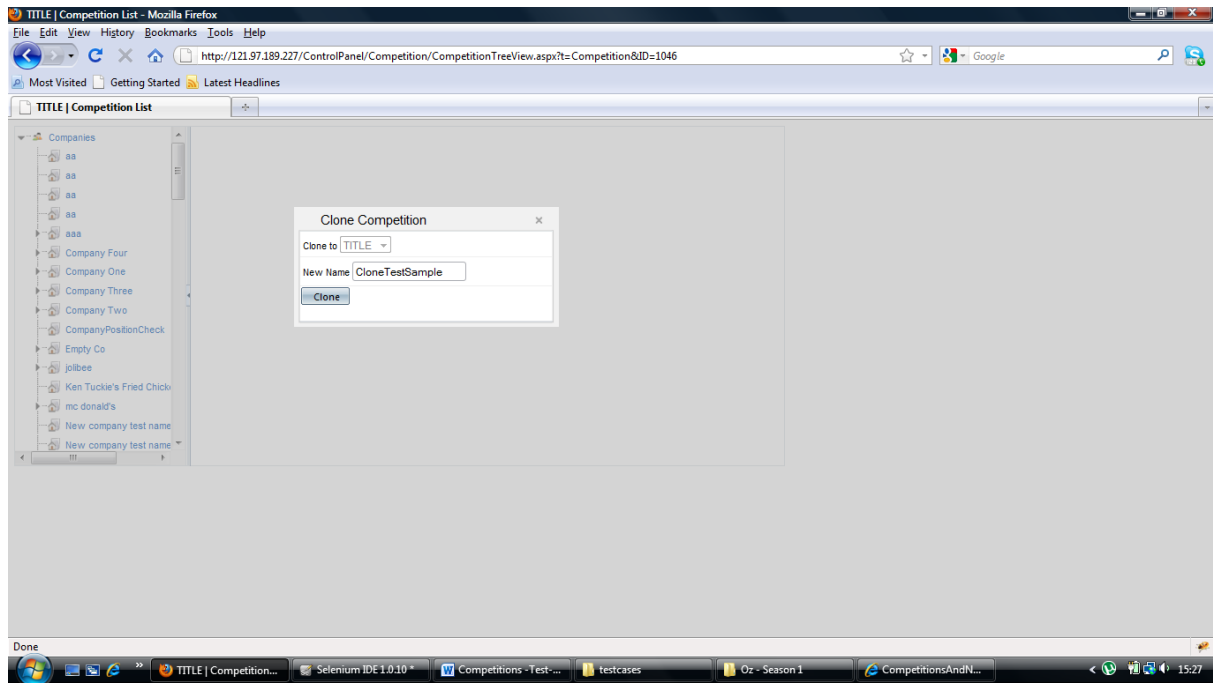 TITLE | Competition List - Mozilla Firefox
File Edit View History Bookmarks Tools Help
http://121.97.189.227/ControlPanel/Competition/CompetitionTreeView.aspx?t=Competition&ID=1046
Google
Most Visited Getting Started Latest Headlines
TITLE | Competition List
Companies
aa
aa
aa
aa
aaa
Company Four
Company One
Company Three
Company Two
CompanyPositionCheck
Empty Co
jolibee
Ken Tuckie's Fried Chick
mc donald's
New company test name
New company test name
Clone Competition
Clone to TITLE
New Name CloneTestSample
Clone
Done
TITLE | Competition... Selenium IDE 1.0.10 * Competitions -Test-... testcases Oz - Season 1 CompetitionsAndN... 15:27